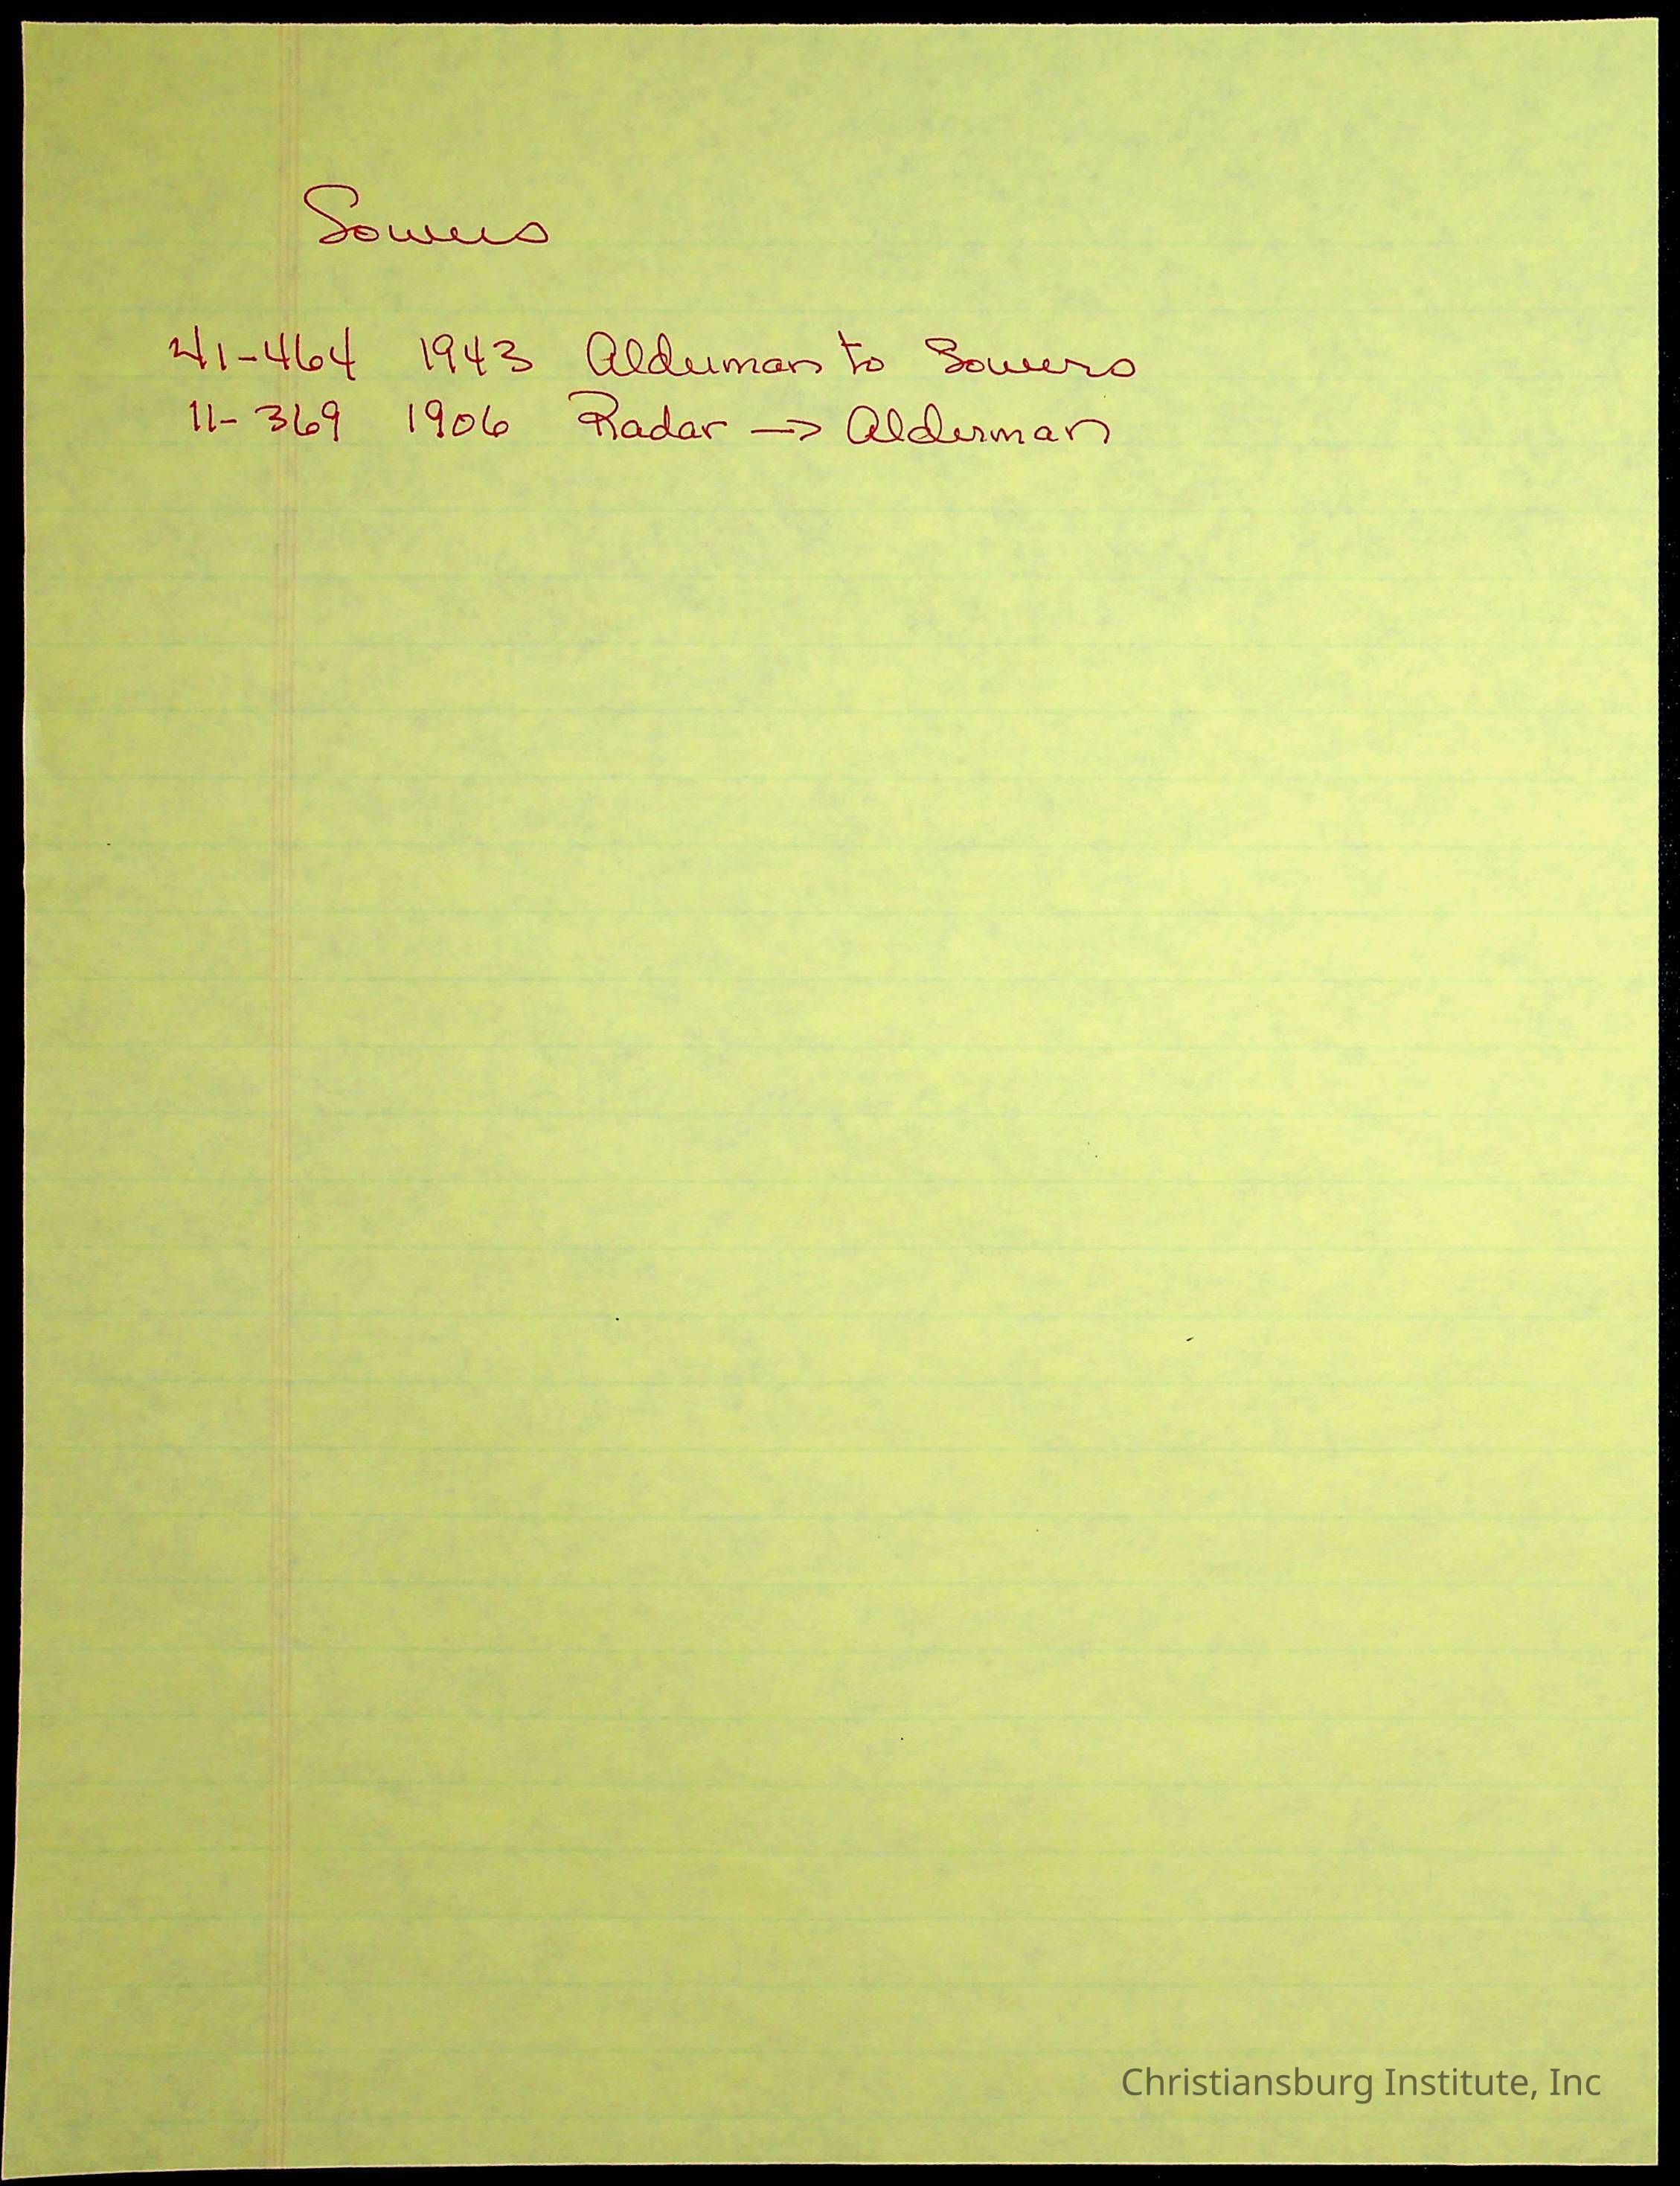 Sowers
41-464 1943 Alderman to Sowers
11-369 1906 Radar -> Alderman
Christiansburg Institute, Inc